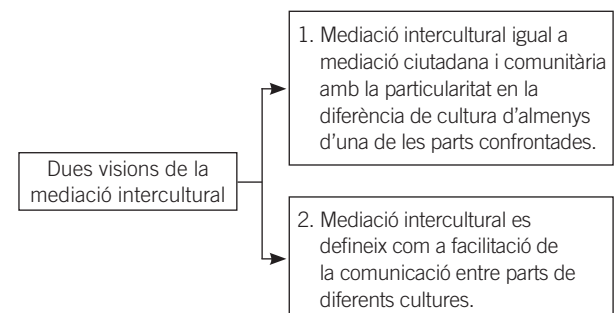 1. Mediació intercultural igual a
mediació ciutadana i comunitària
amb la particularitat en la
diferència de cultura d’almenys
d’una de les parts confrontades.
Dues visions de la
mediació intercultural
2. Mediació intercultural es
defineix com a facilitació de
la comunicació entre parts de
diferents cultures.